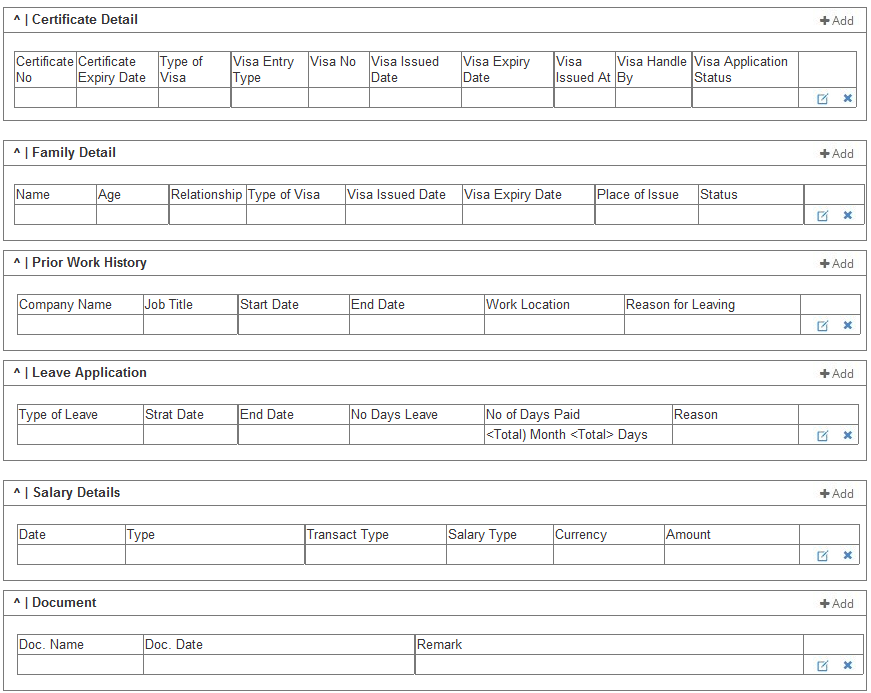 ^ | Certificate Detail +Add
Certificate No Certificate Expiry Date Type of Visa Visa Entry Type Visa No Visa Issued Date Visa Expiry Date Visa Issued At Visa Handle By Visa Application Status
^ | Family Detail +Add
Name Age Relationship Type of Visa Visa Issued Date Visa Expiry Date Place of Issue Status
^ | Prior Work History +Add
Company Name Job Title Start Date End Date Work Location Reason for Leaving
^ | Leave Application +Add
Type of Leave Strat Date End Date No Days Leave No of Days Paid Reason
<Total) Month <Total> Days
^ | Salary Details +Add
Date Type Transact Type Salary Type Currency Amount
^ | Document +Add
Doc. Name Doc. Date Remark